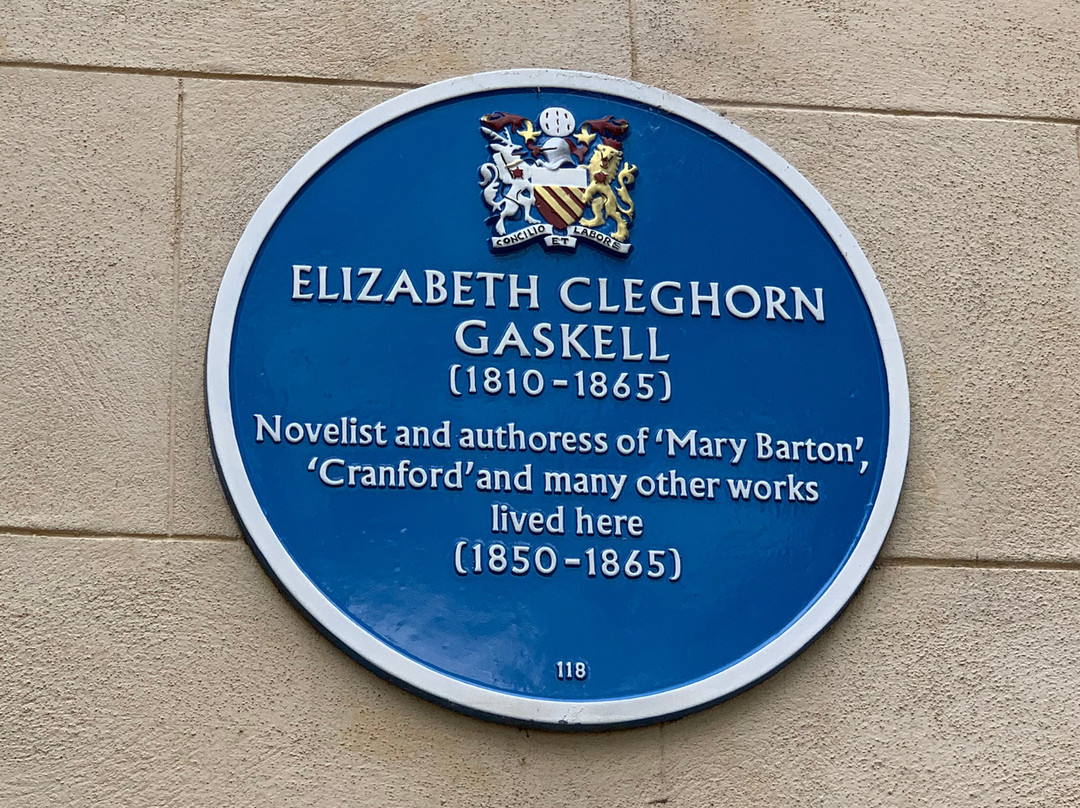 CONCILIO ET LABORE
ELIZABETH CLEGHORN
GASKELL
(1810-1865)
Novelist and authoress of 'Mary Barton',
'Cranford' and many other works
lived here
(1850-1865)
118